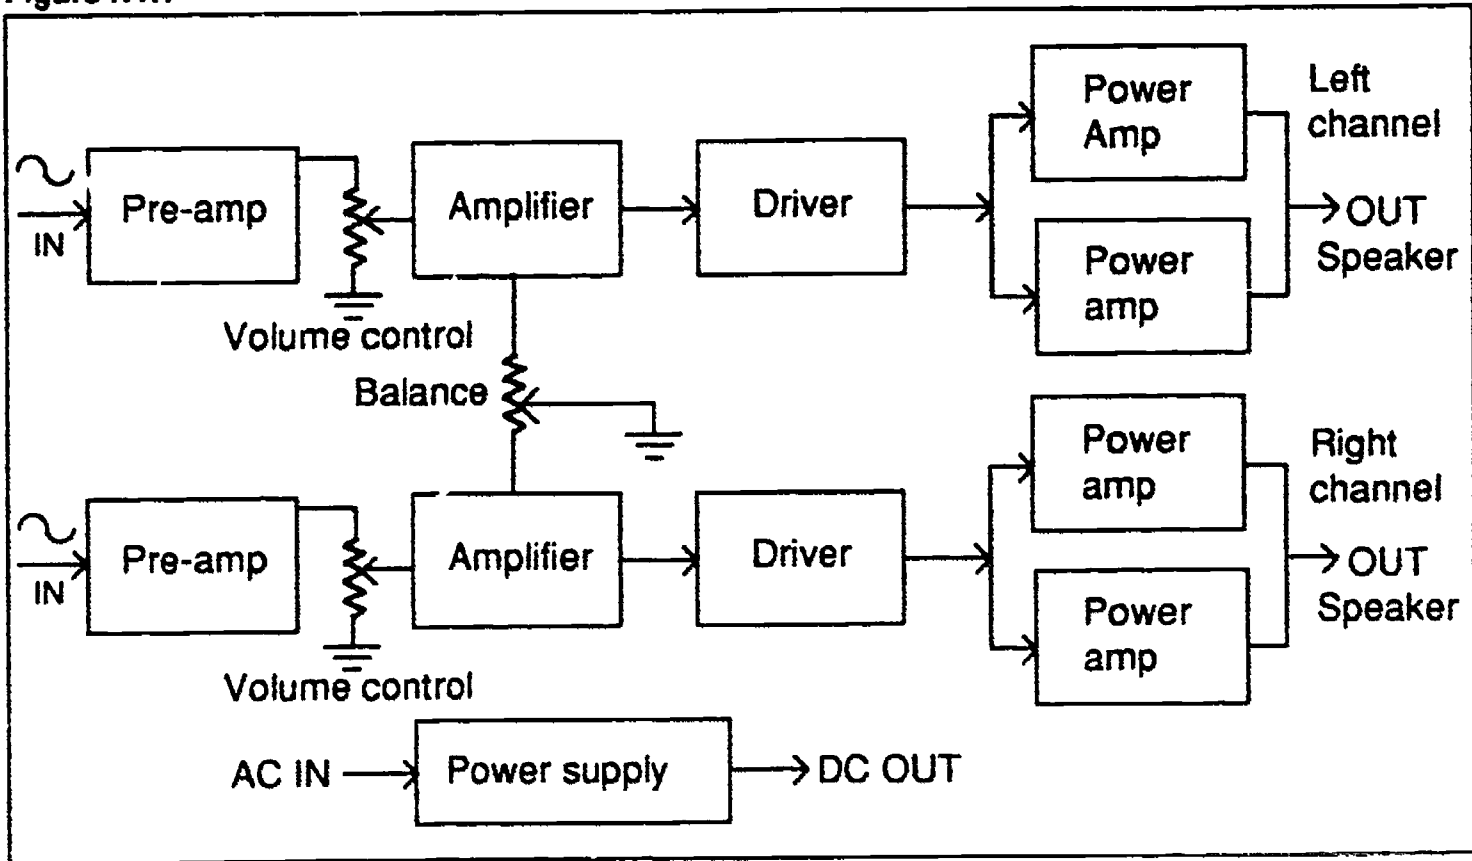 Power
Amp
Left
channel
Pre-amp
IN
Amplifier
Driver
OUT
Speaker
Power
amp
Volume control
Balance
Power
amp
Right
channel
Pre-amp
IN
Amplifier
Driver
OUT
Speaker
Power
amp
Volume control
AC IN
Power supply
DC OUT